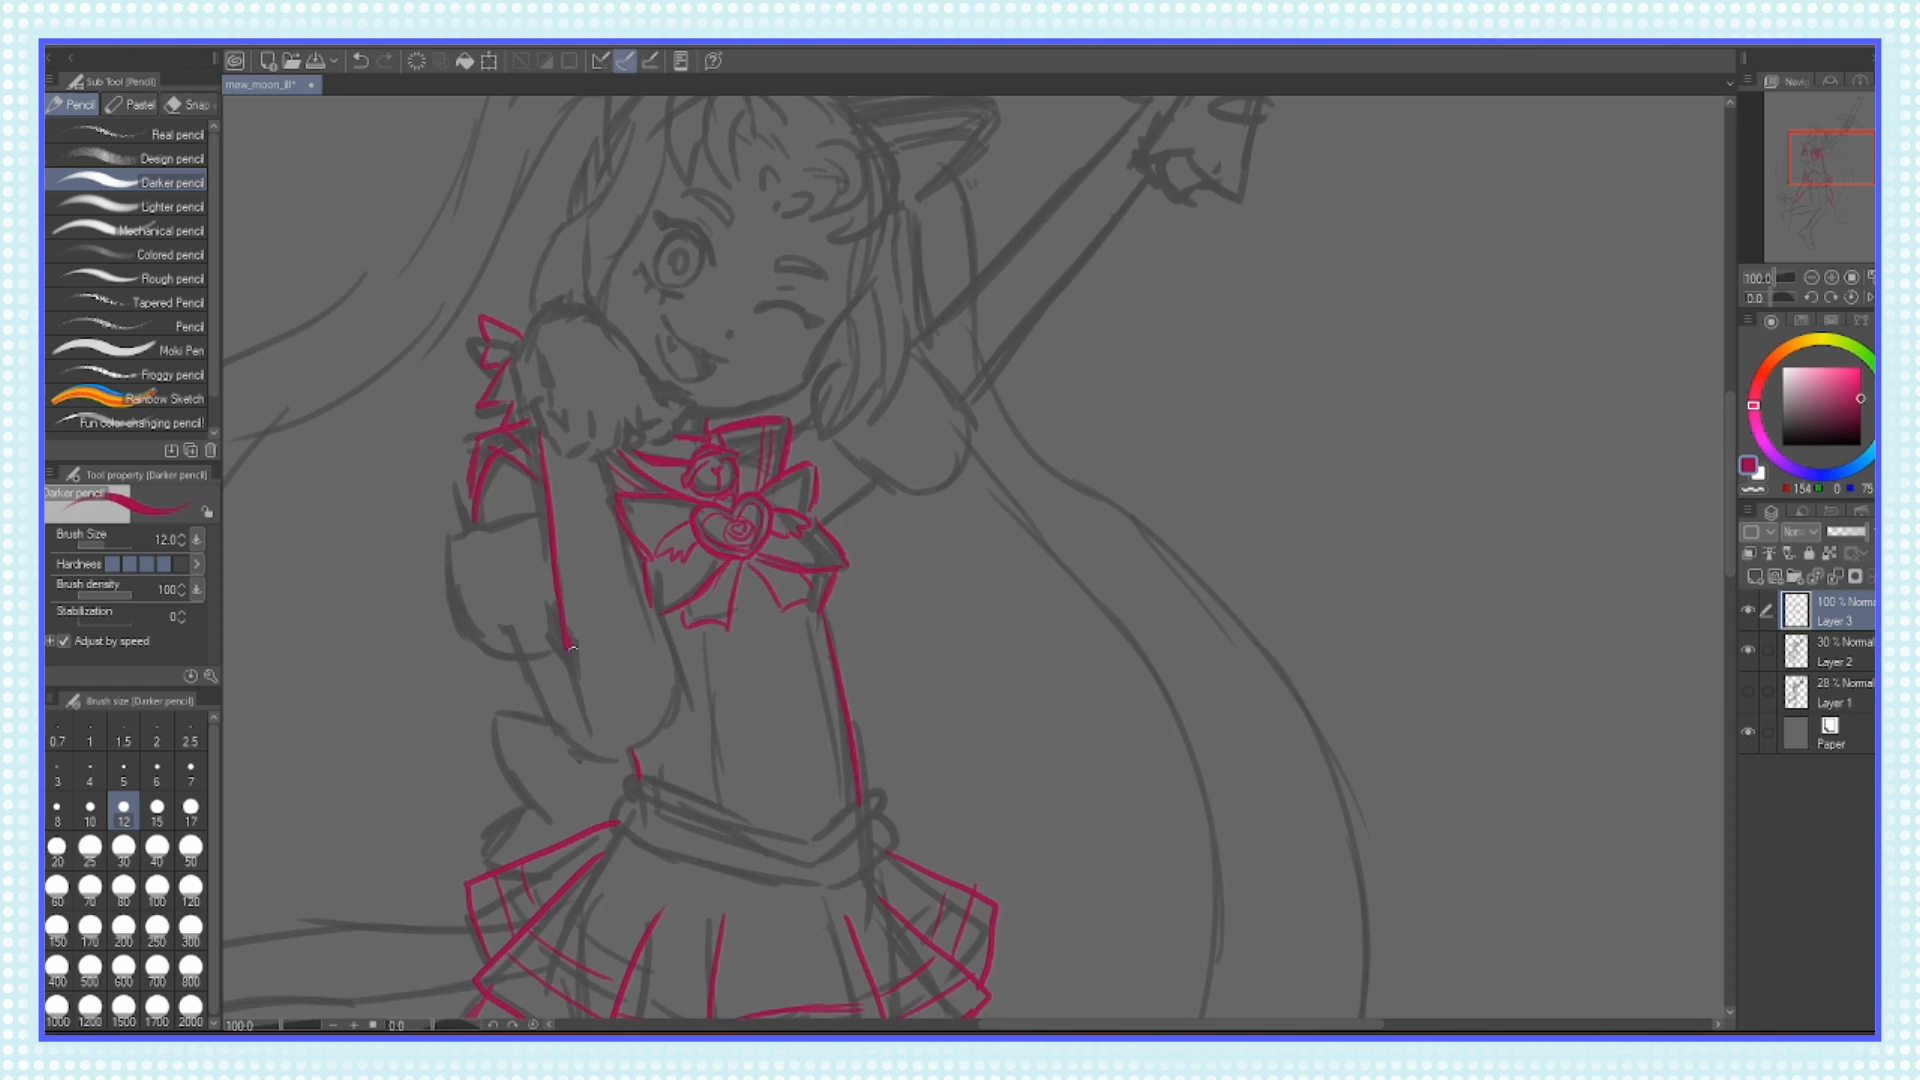 Sub Tool [Pencil]
Pencil
Pastel
Snap
Real pencil
Design pencil
Darker pencil
Lighter pencil
Mechanical pencil
Colored pencil
Rough pencil
Tapered Pencil
Pencil
Moki Pen
Froggy pencil
Rainbow Sketch
Fun color changing pencil!
Tool property [Darker pencil]
Darker pencil
Brush Size 12.0
Hardness
Brush density 100
Stabilization 0
Adjust by speed
Brush size [Darker pencil]
0.7 1 1.5 2 2.5
3 4 5 6 7
8 10 12 15 17
20 25 30 40 50
60 70 80 100 120
150 170 200 250 300
400 500 600 700 800
1000 1200 1500 1700 2000
mew_moon_ill*
100.0 0.0
Navig
100.0
0.0
154 0 75
Norm
100 % Norma
Layer 3
30 % Normal
Layer 2
28 % Normal
Layer 1
Paper